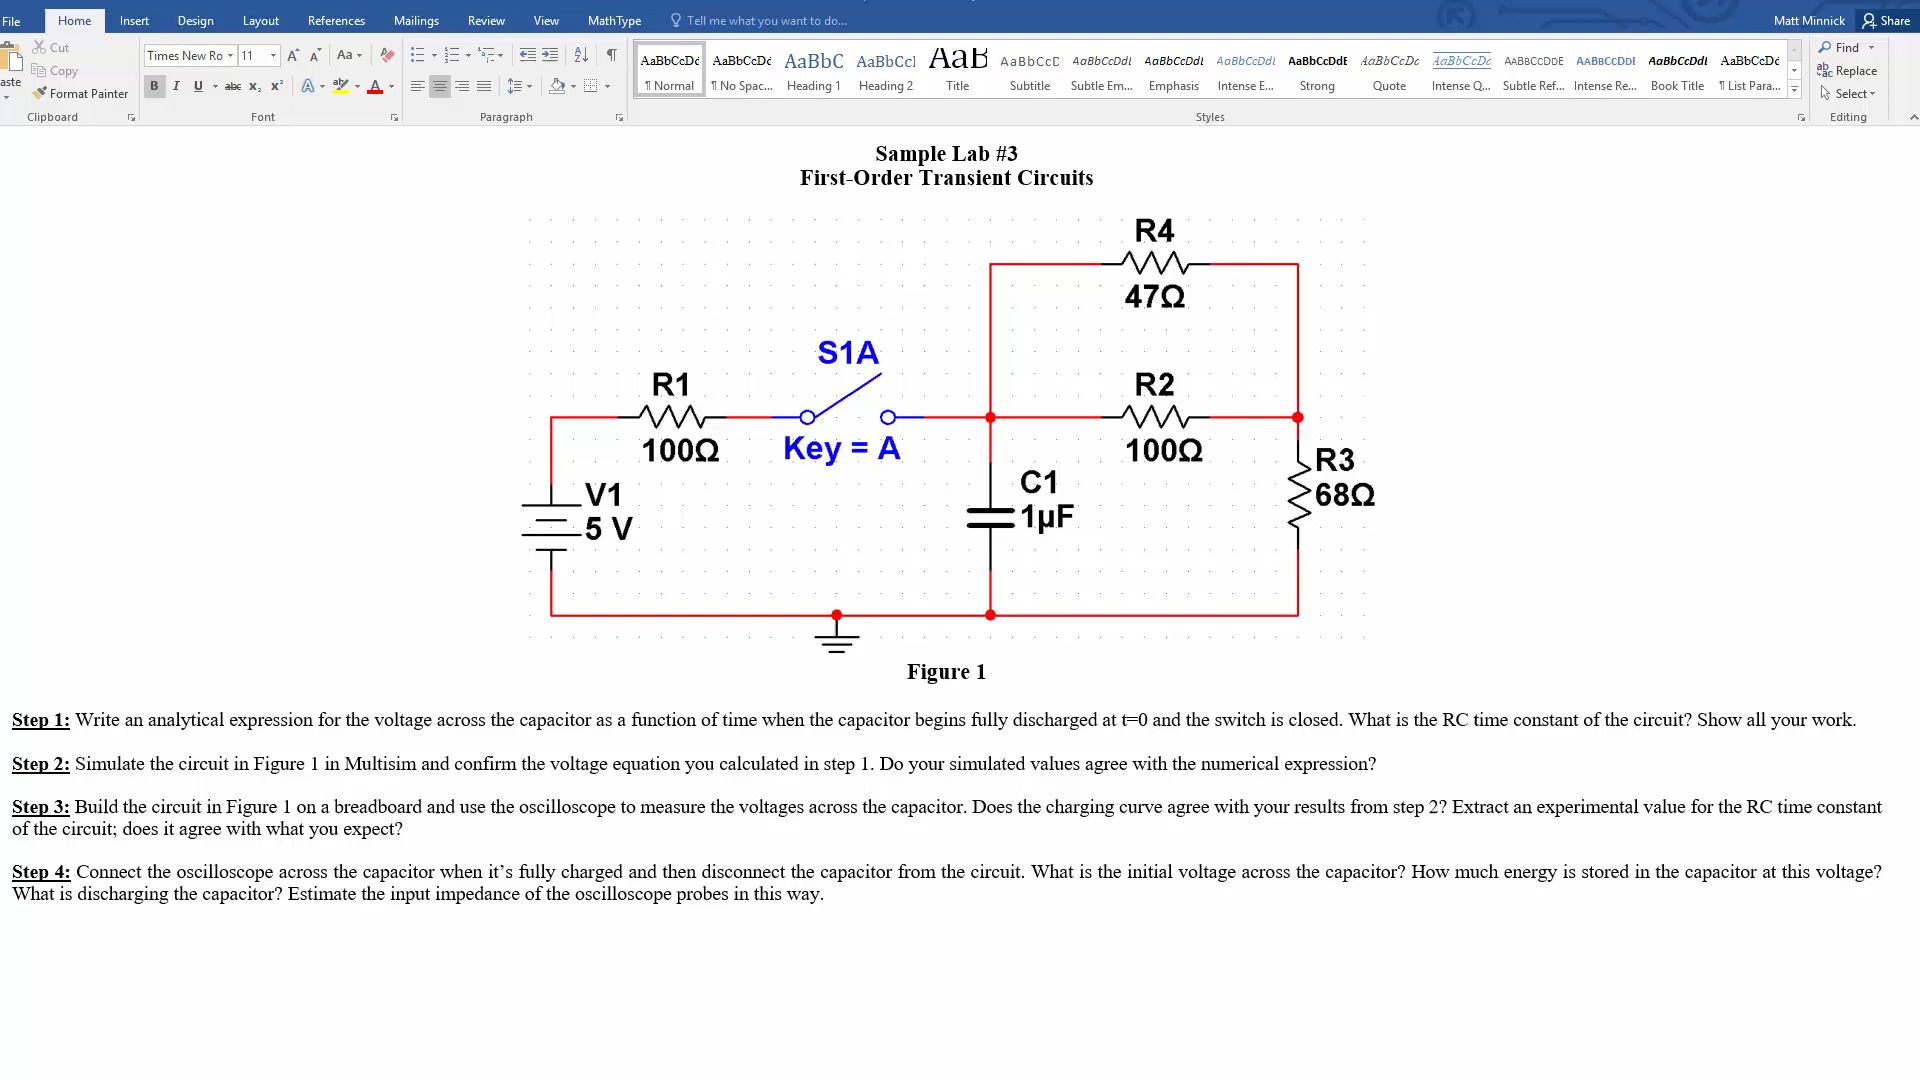 File Home Insert Design Layout References Mailings Review View MathType Tell me what you want to do... Matt Minnick Share
Cut
Copy
Format Painter
Clipboard
Times New Ro 11
Font
Paragraph
AaBbCcDd AaBbCcDd AaBbC AaBbCcI AaB AaBbCcD AaBbCcDdI AaBbCcDdI AaBbCcDdI AaBbCcDdE AaBbCcDd AaBbCcDd AABBCCDDE AABBCCDDI AaBbCcDdI AaBbCcDd
¶ Normal ¶ No Spac... Heading 1 Heading 2 Title Subtitle Subtle Em... Emphasis Intense E... Strong Quote Intense Q... Subtle Ref... Intense Re... Book Title ¶ List Para...
Styles
Find
Replace
Select
Editing
Sample Lab #3
First-Order Transient Circuits
R4
47Ω
S1A
R1
R2
100Ω
Key = A
100Ω
R3
68Ω
V1
5 V
C1
1µF
Figure 1
Step 1: Write an analytical expression for the voltage across the capacitor as a function of time when the capacitor begins fully discharged at t=0 and the switch is closed. What is the RC time constant of the circuit? Show all your work.
Step 2: Simulate the circuit in Figure 1 in Multisim and confirm the voltage equation you calculated in step 1. Do your simulated values agree with the numerical expression?
Step 3: Build the circuit in Figure 1 on a breadboard and use the oscilloscope to measure the voltages across the capacitor. Does the charging curve agree with your results from step 2? Extract an experimental value for the RC time constant
of the circuit; does it agree with what you expect?
Step 4: Connect the oscilloscope across the capacitor when it's fully charged and then disconnect the capacitor from the circuit. What is the initial voltage across the capacitor? How much energy is stored in the capacitor at this voltage?
What is discharging the capacitor? Estimate the input impedance of the oscilloscope probes in this way.